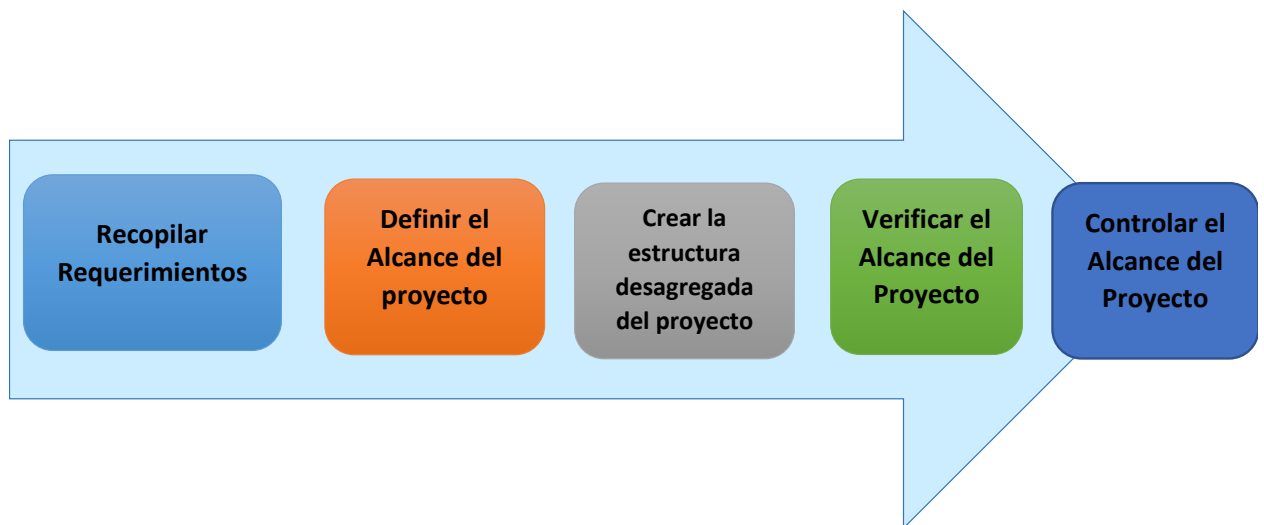 Recopilar
Requerimientos
Definir el
Alcance del
proyecto
Crear la
estructura
desagregada
del proyecto
Verificar el
Alcance del
Proyecto
Controlar el
Alcance del
Proyecto